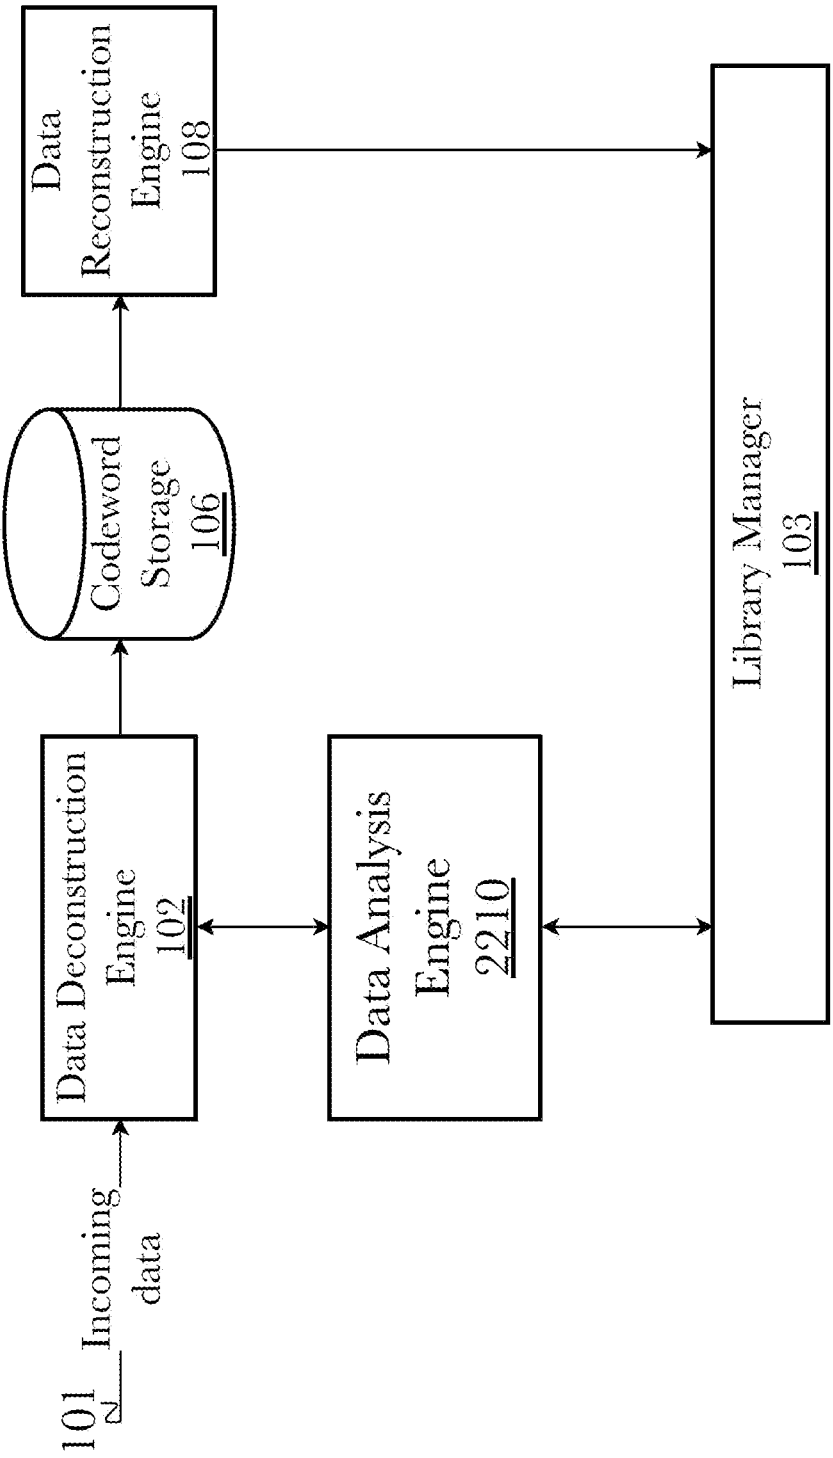 101
Incoming
data
Data Deconstruction
Engine
102
Codeword
Storage
106
Data
Reconstruction
Engine
108
Data Analysis
Engine
2210
Library Manager
103